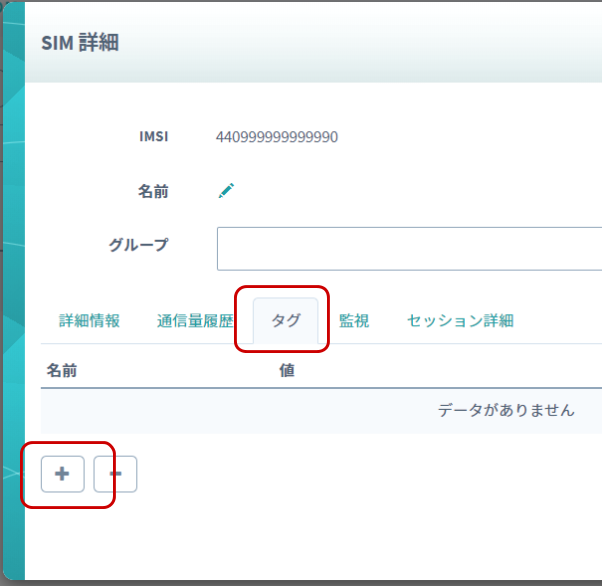 SIM 詳細
IMSI 440999999999990
名前
グループ
詳細情報 通信量履歴 タグ 監視 セッション詳細
名前 値
データがありません